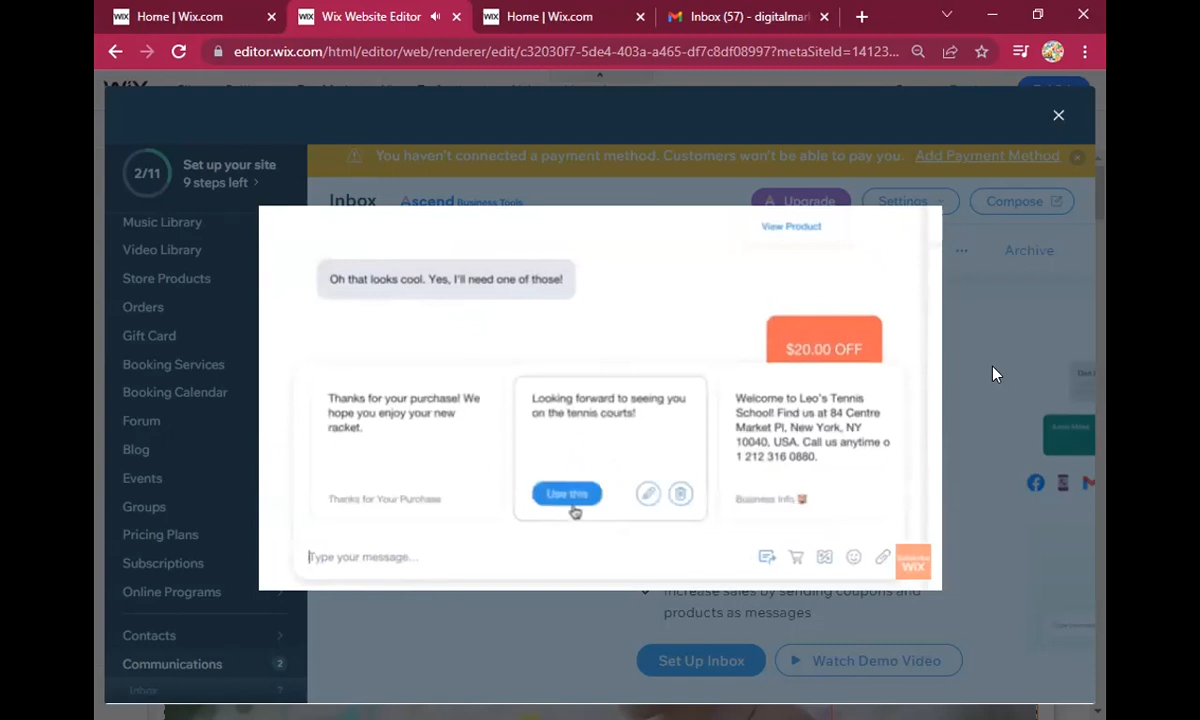 Home | Wix.com
Wix Website Editor
Home | Wix.com
Inbox (57) - digitalmar
editor.wix.com/html/editor/web/renderer/edit/c32030f7-5de4-403a-a465-df7c8df08997?metaSiteId=14123...
2/11
Set up your site
9 steps left
You haven't connected a payment method. Customers won't be able to pay you. Add Payment Method
Inbox
Ascend Business Tools
Upgrade
Settings
Compose
Archive
Music Library
Video Library
Store Products
Orders
Gift Card
Booking Services
Booking Calendar
Forum
Blog
Events
Groups
Pricing Plans
Subscriptions
Online Programs
Contacts
Communications 2
Inbox
View Product
Oh that looks cool. Yes, I'll need one of those!
$20.00 OFF
Thanks for your purchase! We
hope you enjoy your new
racket.
Thanks for Your Purchase
Looking forward to seeing you
on the tennis courts!
Use this
Welcome to Leo's Tennis
School! Find us at 84 Centre
Market Pl, New York, NY
10040, USA. Call us anytime o
1 212 316 0880.
Business Info
Type your message...
WIX
Increase sales by sending coupons and
products as messages
Set Up Inbox
Watch Demo Video